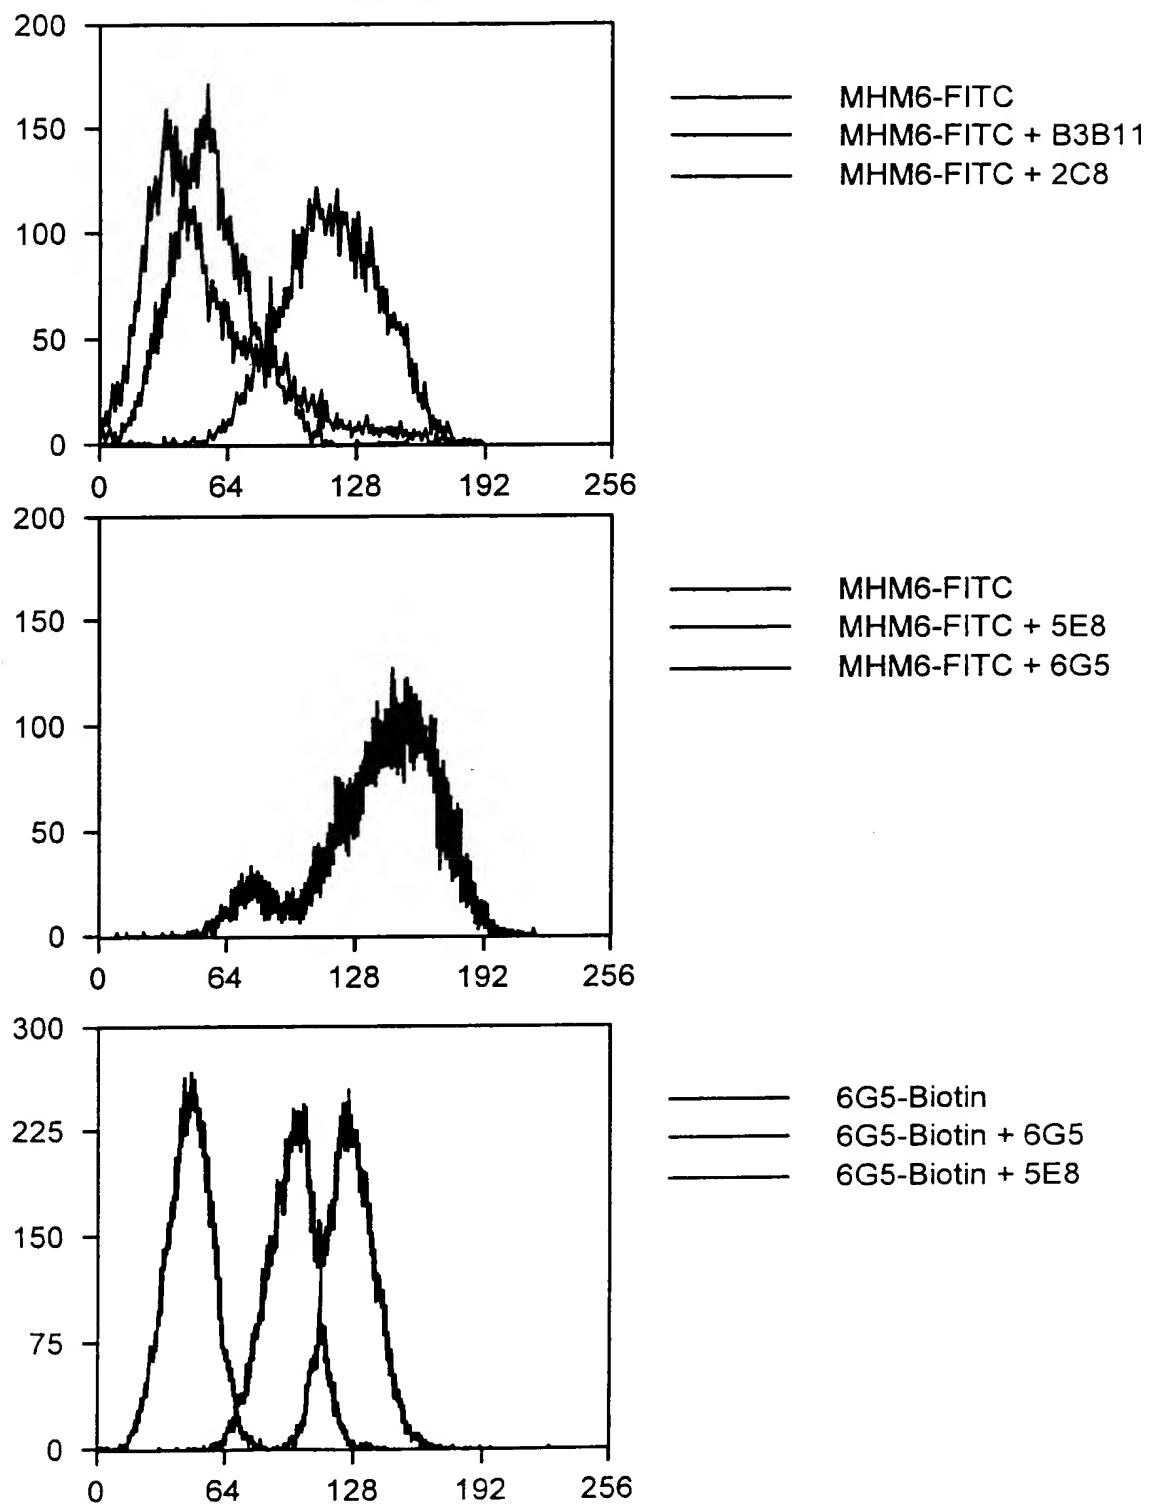 200
150
100
50
0
0 64 128 192 256
MHM6-FITC
MHM6-FITC + B3B11
MHM6-FITC + 2C8
200
150
100
50
0
0 64 128 192 256
MHM6-FITC
MHM6-FITC + 5E8
MHM6-FITC + 6G5
300
225
150
75
0
0 64 128 192 256
6G5-Biotin
6G5-Biotin + 6G5
6G5-Biotin + 5E8